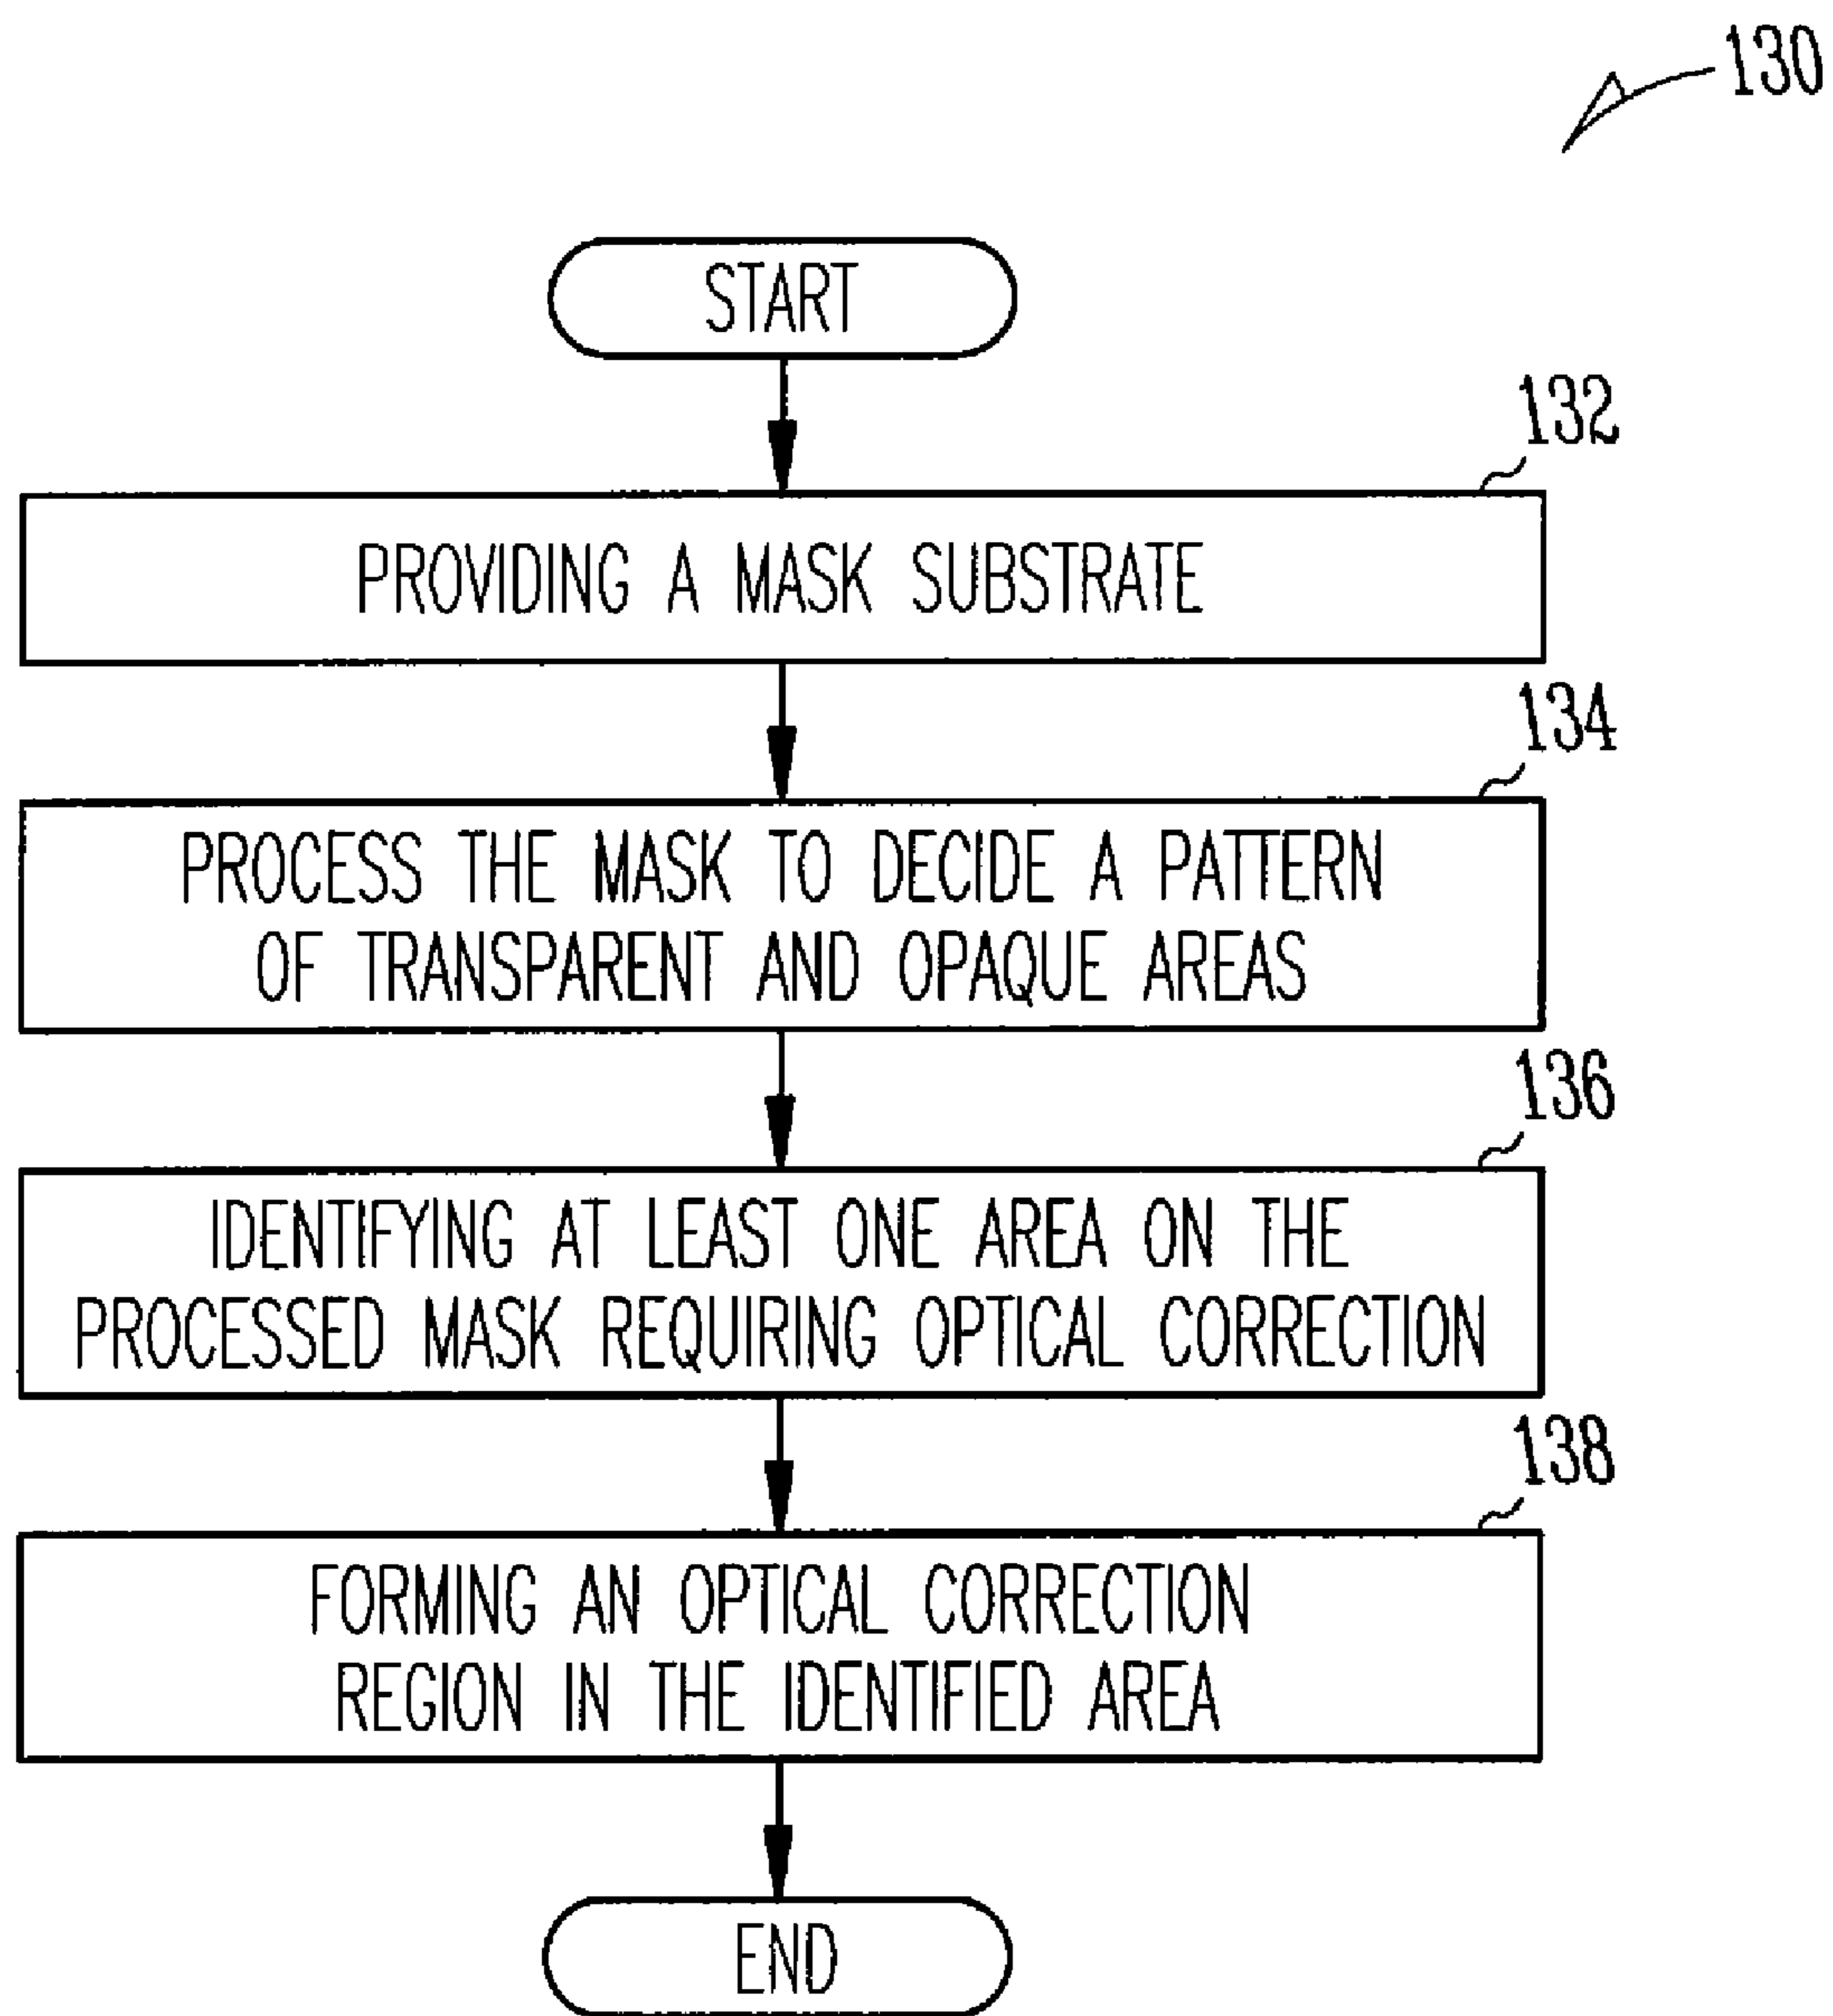 130
START
132
PROVIDING A MASK SUBSTRATE
134
PROCESS THE MASK TO DECIDE A PATTERN
OF TRANSPARENT AND OPAQUE AREAS
136
IDENTIFYING AT LEAST ONE AREA ON THE
PROCESSED MASK REQUIRING OPTICAL CORRECTION
138
FORMING AN OPTICAL CORRECTION
REGION IN THE IDENTIFIED AREA
END